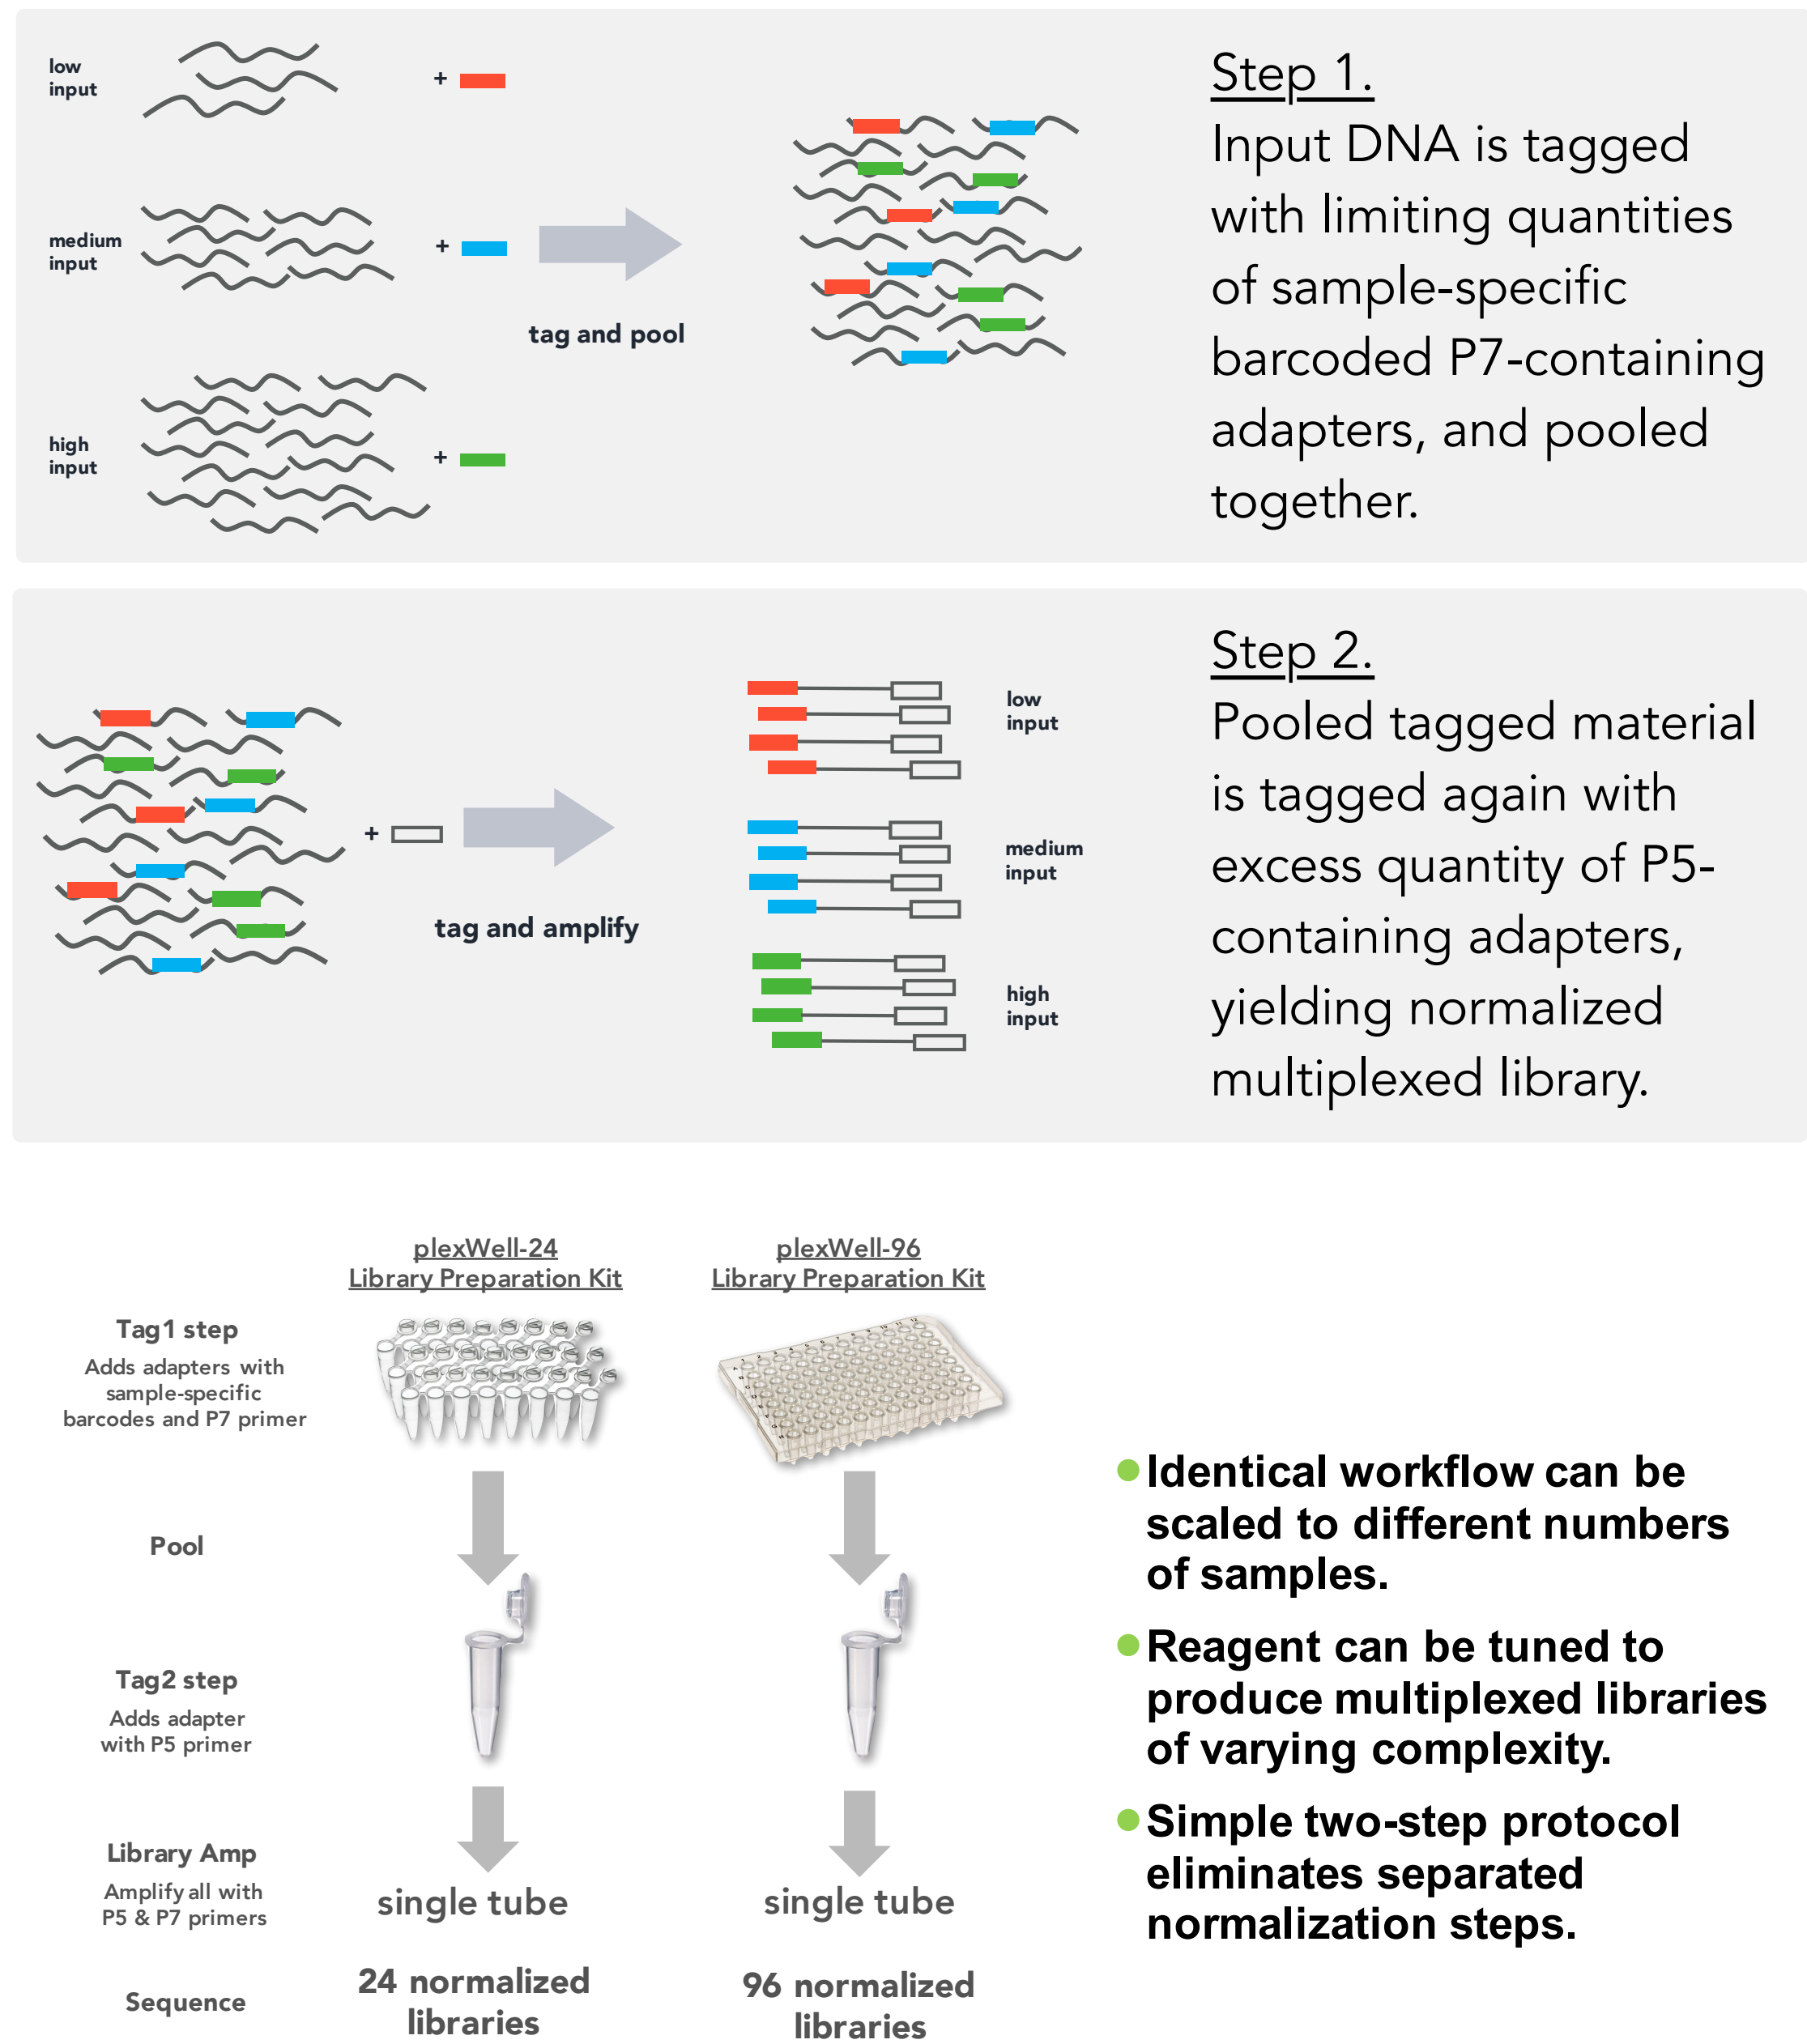 low
input
+
medium
input
+
tag and pool
high
input
+
Step 1.
Input DNA is tagged
with limiting quantities
of sample-specific
barcoded P7-containing
adapters, and pooled
together.
+
tag and amplify
low
input
medium
input
high
input
Step 2.
Pooled tagged material
is tagged again with
excess quantity of P5-
containing adapters,
yielding normalized
multiplexed library.
plexWell-24
Library Preparation Kit
plexWell-96
Library Preparation Kit
Tag1 step
Adds adapters with
sample-specific
barcodes and P7 primer
Pool
Tag2 step
Adds adapter
with P5 primer
Library Amp
Amplify all with
P5 & P7 primers
single tube
single tube
Sequence
24 normalized
libraries
96 normalized
libraries
Identical workflow can be
scaled to different numbers
of samples.
Reagent can be tuned to
produce multiplexed libraries
of varying complexity.
Simple two-step protocol
eliminates separated
normalization steps.